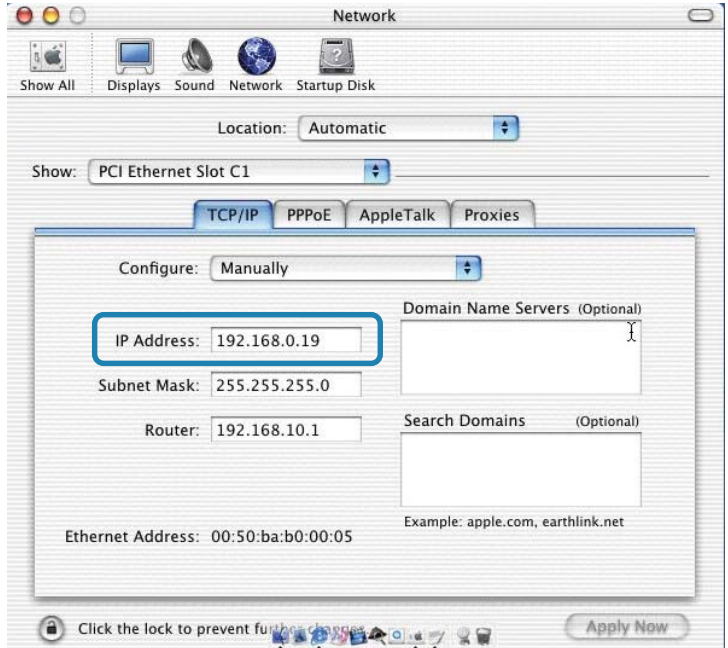 Network
Show All Displays Sound Network Startup Disk
Location: Automatic
Show: PCI Ethernet Slot C1
TCP/IP PPPoE AppleTalk Proxies
Configure: Manually
Domain Name Servers (Optional)
IP Address: 192.168.0.19
Subnet Mask: 255.255.255.0
Router: 192.168.10.1
Search Domains (Optional)
Example: apple.com, earthlink.net
Ethernet Address: 00:50:ba:b0:00:05
Click the lock to prevent further changes.
Apply Now